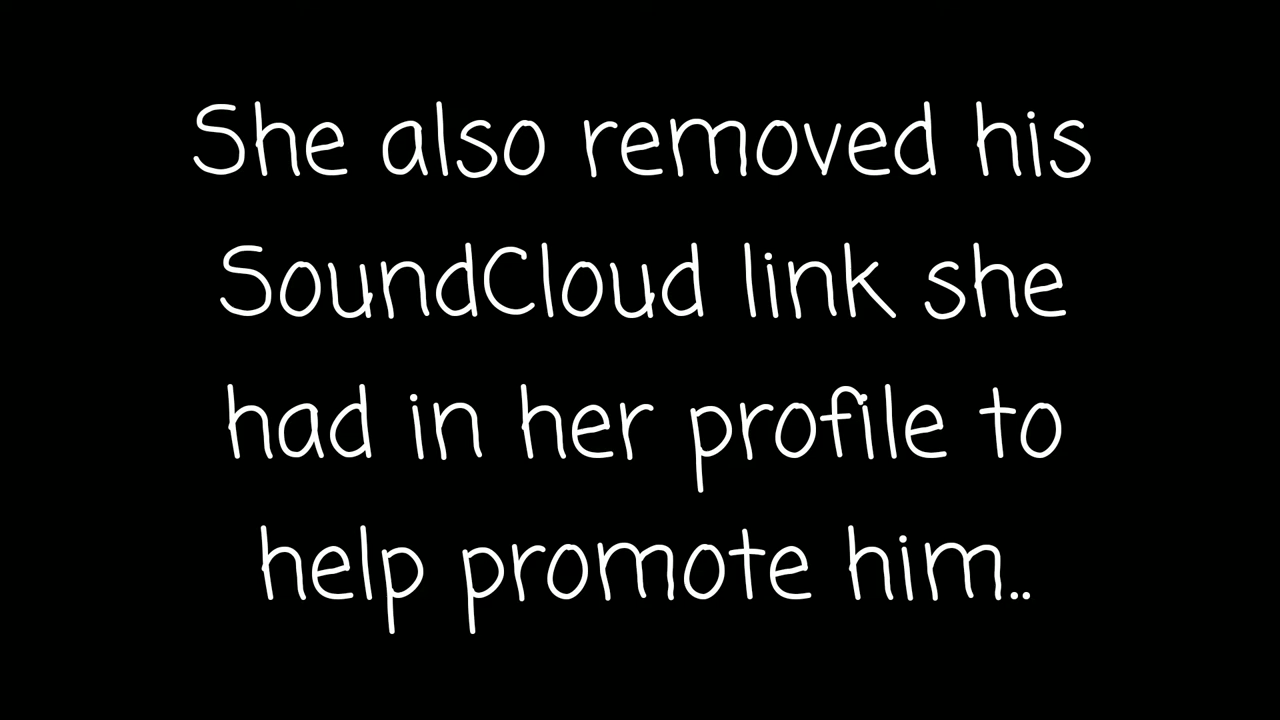 She also removed his
SoundCloud link she
had in her profile to
help promote him..